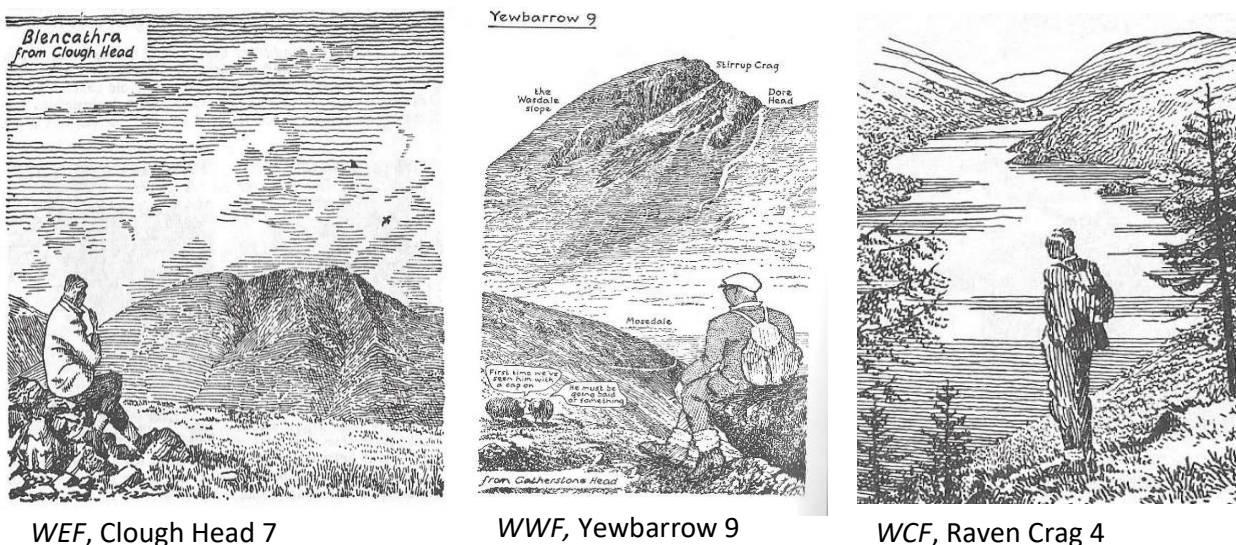 Blencathra
from Clough Head
Yewbarrow 9
Stirrup Crag
the
Wasdale
slope
Dore
Head
Mosedale
First time we've
seen him with
a cap on
He must be
going bald
or something
from Gatherstone Head
WEF, Clough Head 7
WWF, Yewbarrow 9
WCF, Raven Crag 4